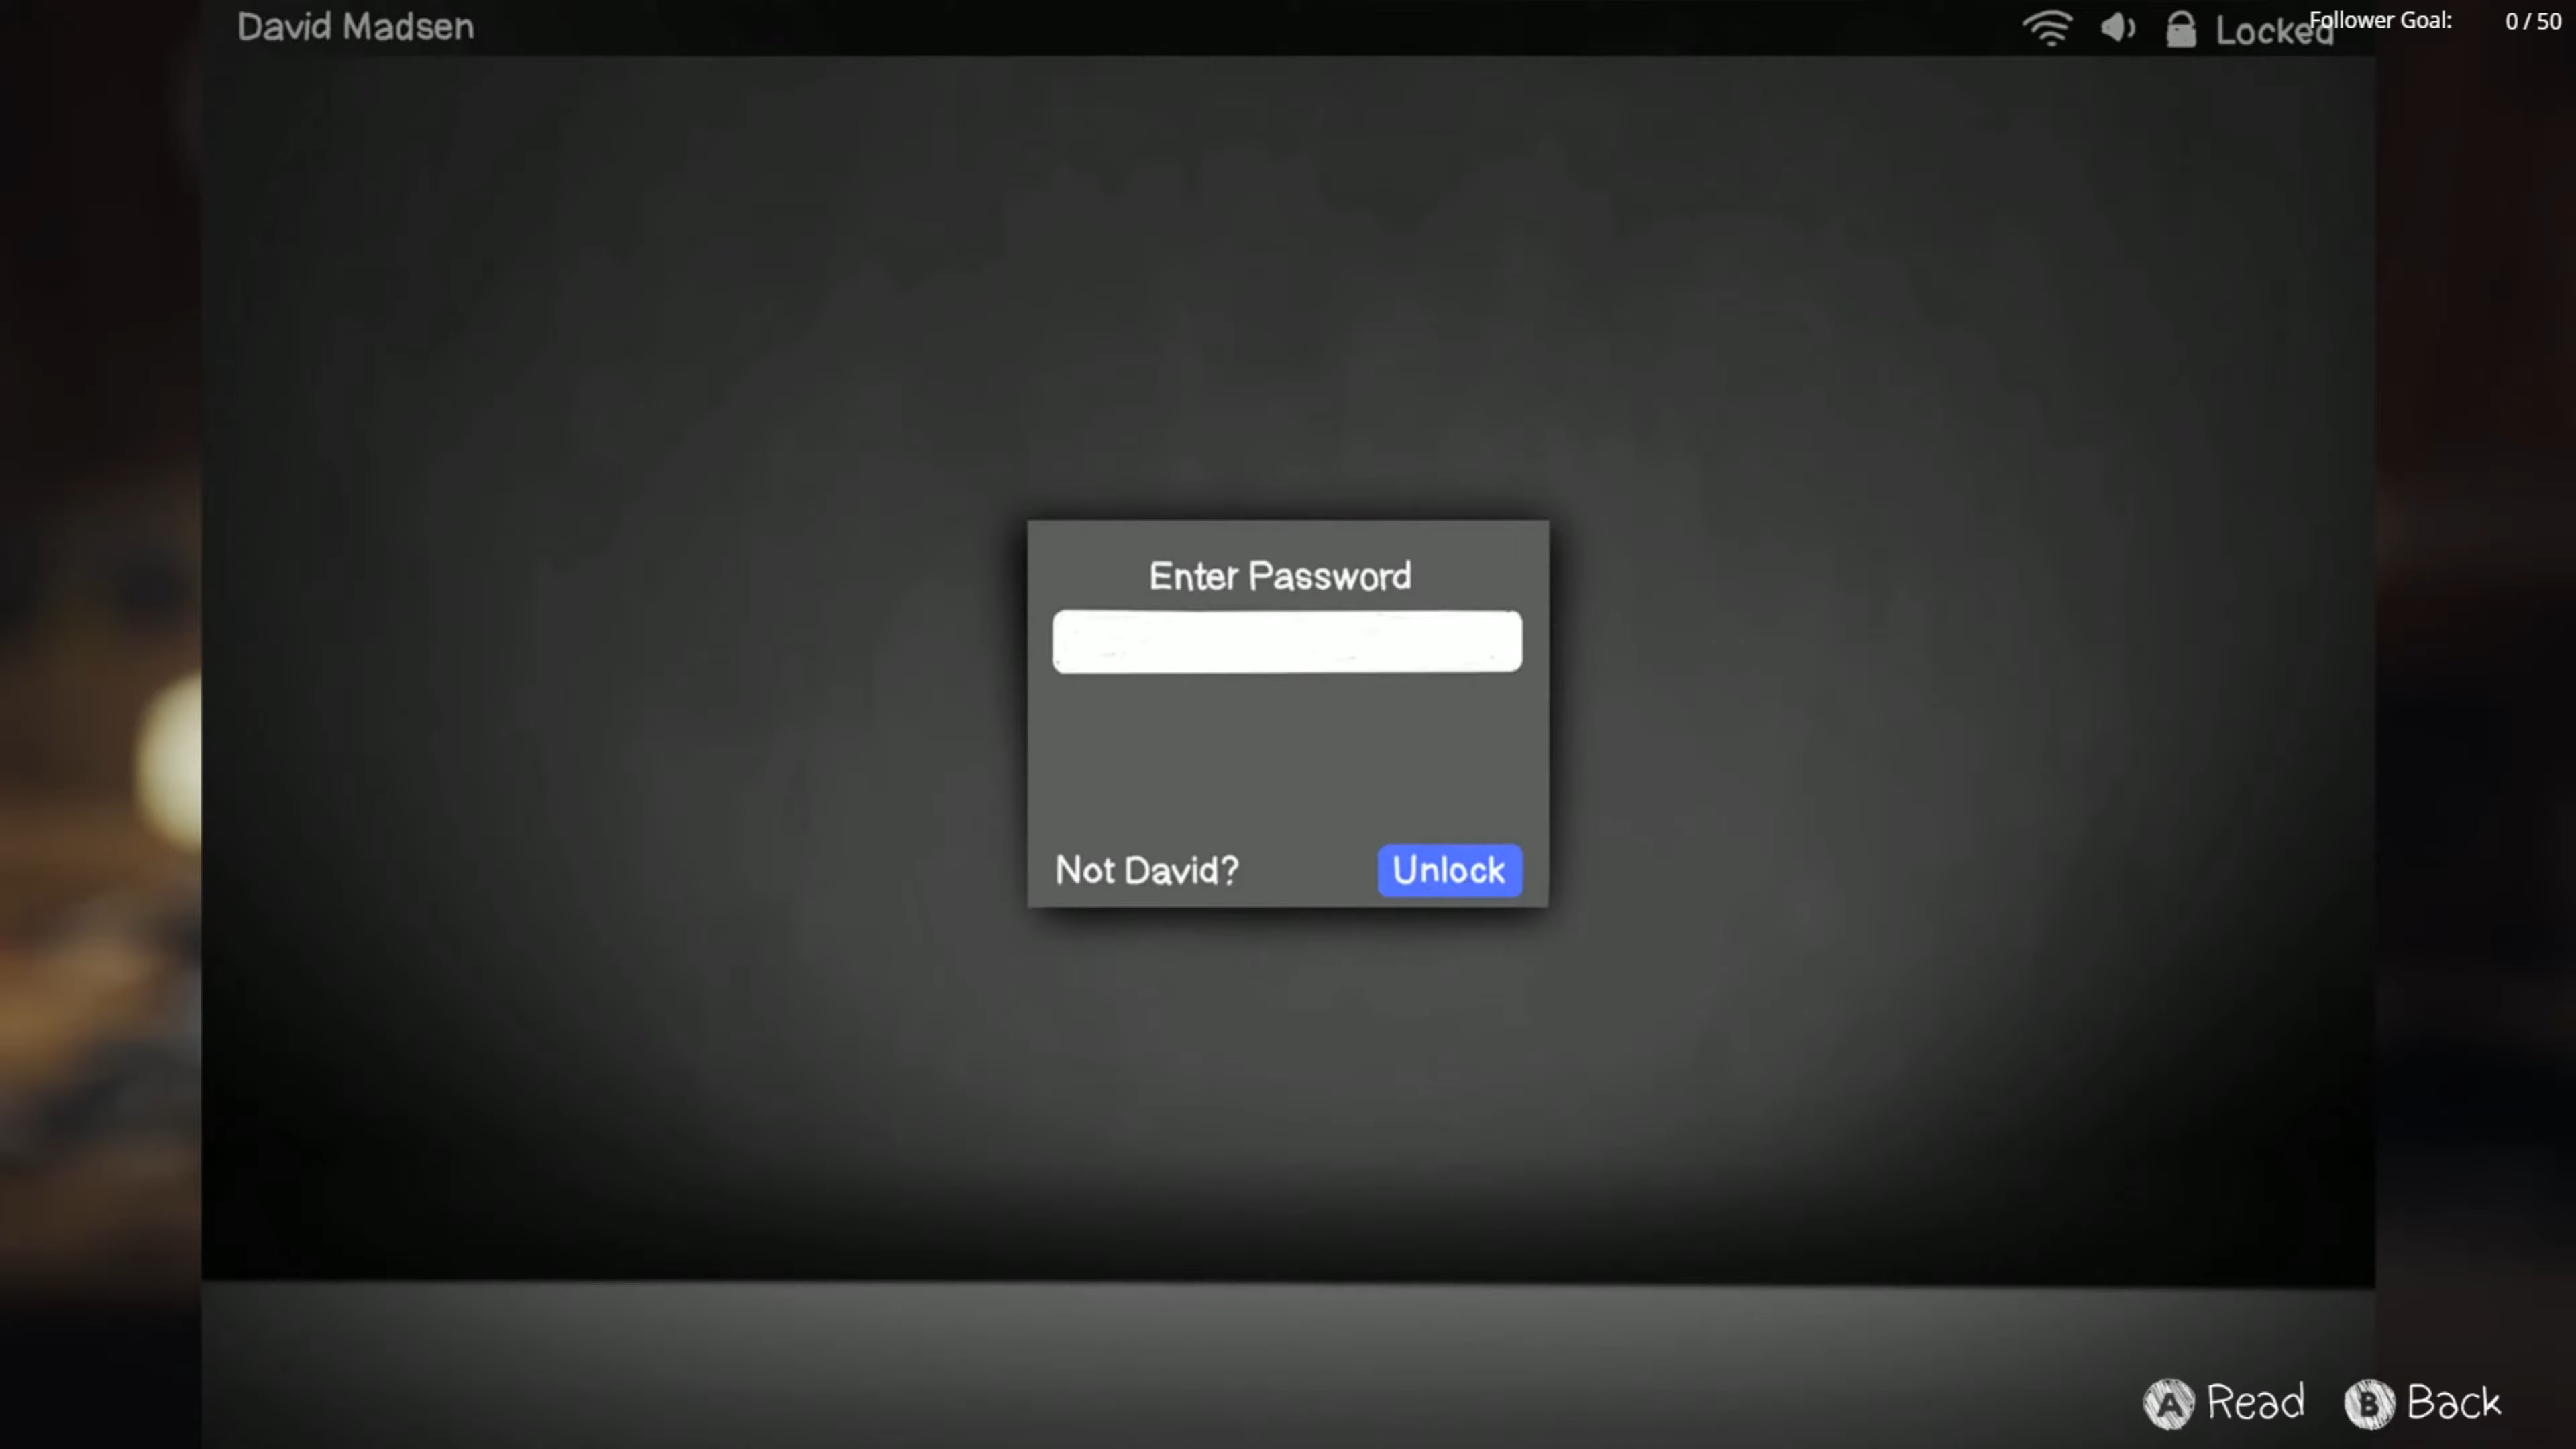 David Madsen
Locked
Follower Goal: 0 / 50
Enter Password
Not David? Unlock
A Read B Back